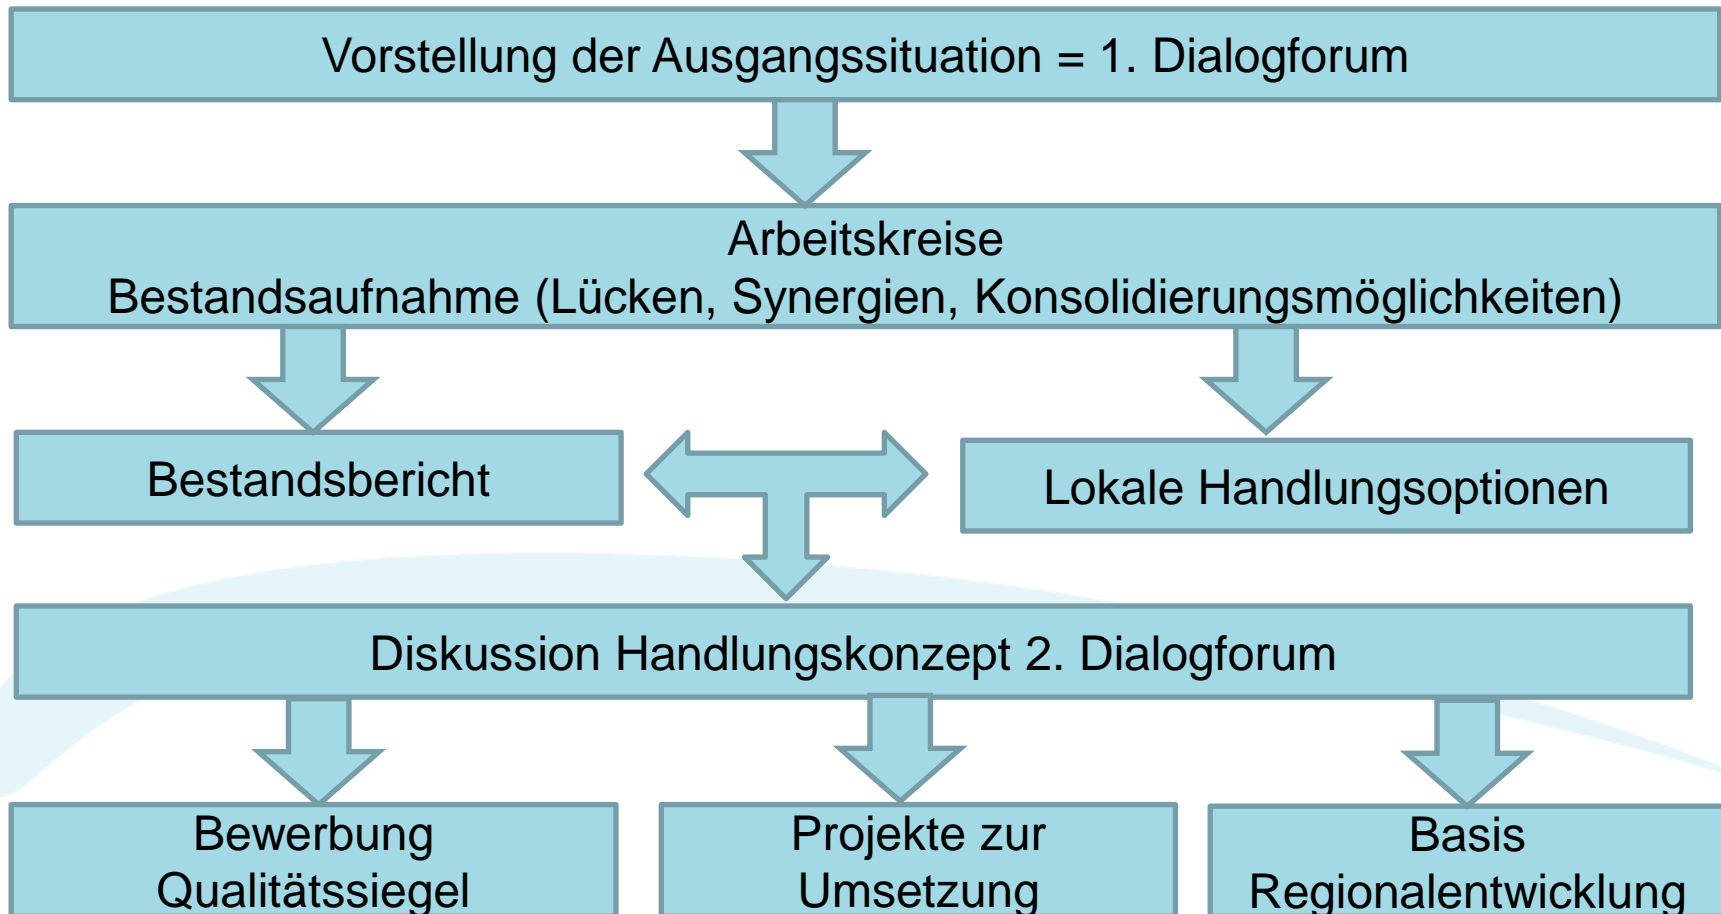 Vorstellung der Ausgangssituation = 1. Dialogforum
Arbeitskreise
Bestandsaufnahme (Lücken, Synergien, Konsolidierungsmöglichkeiten)
Bestandsbericht
Lokale Handlungsoptionen
Diskussion Handlungskonzept 2. Dialogforum
Bewerbung
Qualitätssiegel
Projekte zur
Umsetzung
Basis
Regionalentwicklung